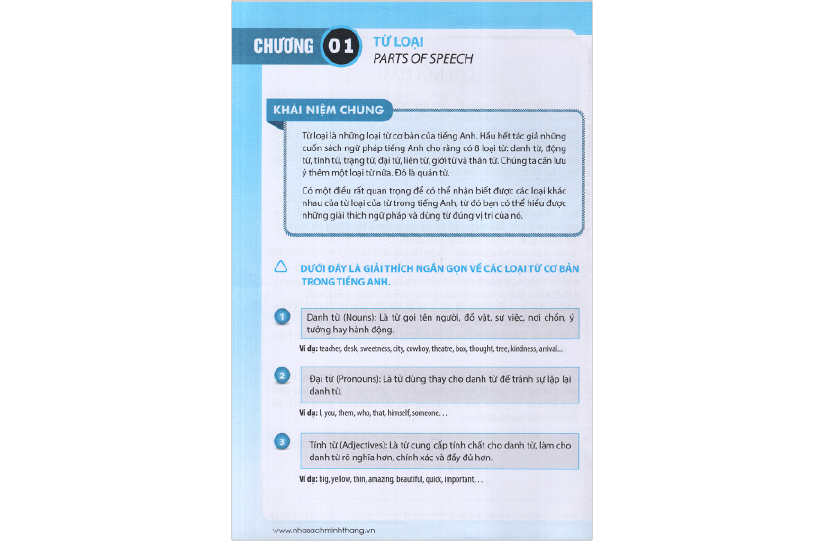 CHƯƠNG 01
TỪ LOẠI
PARTS OF SPEECH
KHÁI NIỆM CHUNG
Từ loại là những loại từ cơ bản của tiếng Anh. Hầu hết tác giả những
cuốn sách ngữ pháp tiếng Anh cho rằng có 8 loại từ: danh từ, động
từ, tính từ, trạng từ, đại từ, liên từ, giới từ và thán từ. Chúng ta cần lưu
ý thêm một loại từ nữa. Đó là quán từ.
Có một điều rất quan trọng để có thể nhận biết được các loại khác
nhau của từ loại của từ trong tiếng Anh, từ đó bạn có thể hiểu được
những giải thích ngữ pháp và dùng từ đúng vị trí của nó.
DƯỚI ĐÂY LÀ GIẢI THÍCH NGẮN GỌN VỀ CÁC LOẠI TỪ CƠ BẢN
TRONG TIẾNG ANH.
1 Danh từ (Nouns): Là từ gọi tên người, đồ vật, sự việc, nơi chốn, ý
tưởng hay hành động.
Ví dụ: teacher, desk, sweetness, city, cowboy, theatre, box, thought, tree, kindness, arrival...
2 Đại từ (Pronouns): Là từ dùng thay cho danh từ để tránh sự lặp lại
danh từ.
Ví dụ: I, you, them, who, that, himself, someone. . .
3 Tính từ (Adjectives): Là từ cung cấp tính chất cho danh từ, làm cho
danh từ rõ nghĩa hơn, chính xác và đầy đủ hơn.
Ví dụ: big, yellow, thin, amazing, beautiful, quick, important. . .
www.nhasachminhthang.vn